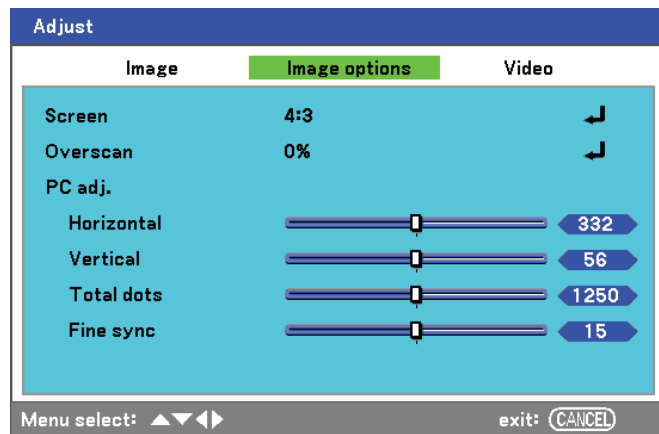 Adjust
Image Image options Video
Screen 4:3
Overscan 0%
PC adj.
Horizontal 332
Vertical 56
Total dots 1250
Fine sync 15
Menu select: ▲▼◀▶ exit: CANCEL